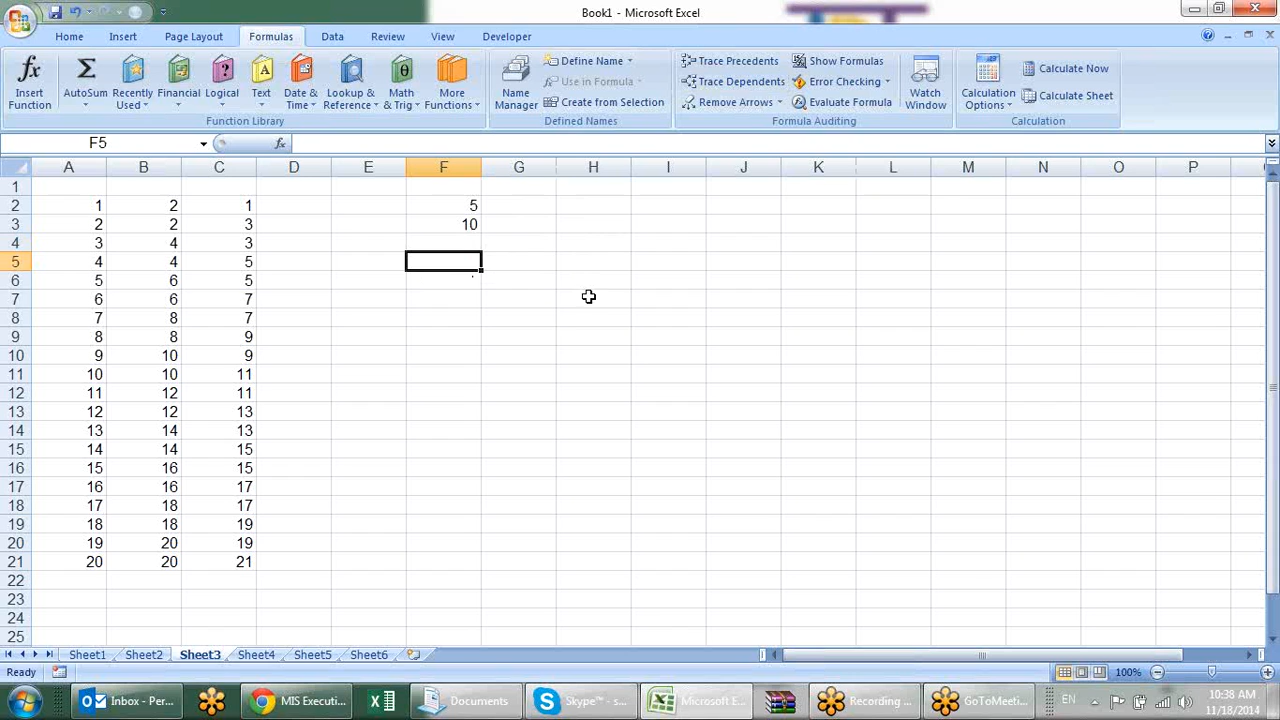 Book1 - Microsoft Excel
Home Insert Page Layout Formulas Data Review View Developer
Insert Function
AutoSum
Recently Used
Financial
Logical
Text
Date & Time
Lookup & Reference
Math & Trig
More Functions
Function Library
Name Manager
Define Name
Use in Formula
Create from Selection
Defined Names
Trace Precedents
Trace Dependents
Remove Arrows
Show Formulas
Error Checking
Evaluate Formula
Formula Auditing
Watch Window
Calculation Options
Calculate Now
Calculate Sheet
Calculation
F5 fx
A B C D E F G H I J K L M N O P
1
2 1 2 1 5
3 2 2 3 10
4 3 4 3
5 4 4 5
6 5 6 5
7 6 6 7
8 7 8 7
9 8 8 9
10 9 10 9
11 10 10 11
12 11 12 11
13 12 12 13
14 13 14 13
15 14 14 15
16 15 16 15
17 16 16 17
18 17 18 17
19 18 18 19
20 19 20 19
21 20 20 21
22
23
24
25
Sheet1 Sheet2 Sheet3 Sheet4 Sheet5 Sheet6
Ready 100%
Inbox - Per... MIS Executi... Documents Skype™ - s... Microsoft E... Recording ... GoToMeeti... EN 10:38 AM
11/18/2014